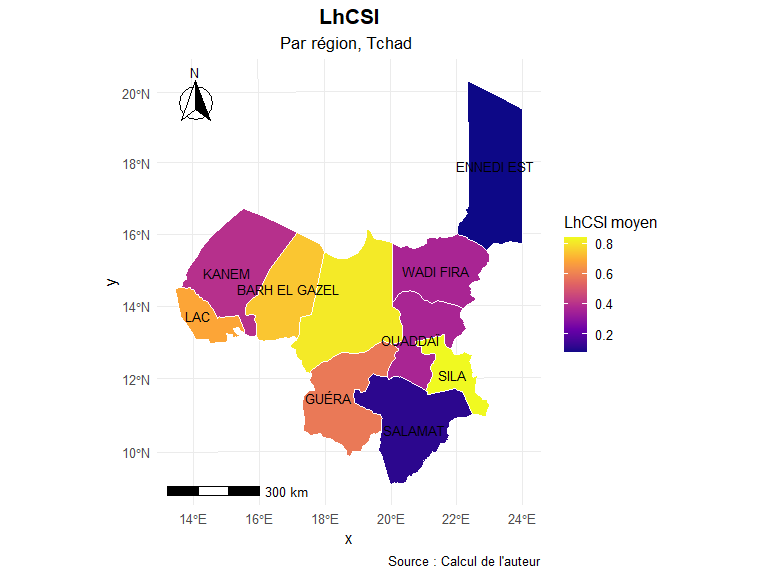 LhCSI
Par région, Tchad
N
20°N
18°N
16°N
14°N
12°N
10°N
y
ENNEDI EST
WADI FIRA
KANEM
BARH EL GAZEL
LAC
OUADDAÏ
SILA
GUÉRA
SALAMAT
300 km
14°E
16°E
18°E
20°E
22°E
24°E
x
LhCSI moyen
0.8
0.6
0.4
0.2
Source : Calcul de l'auteur